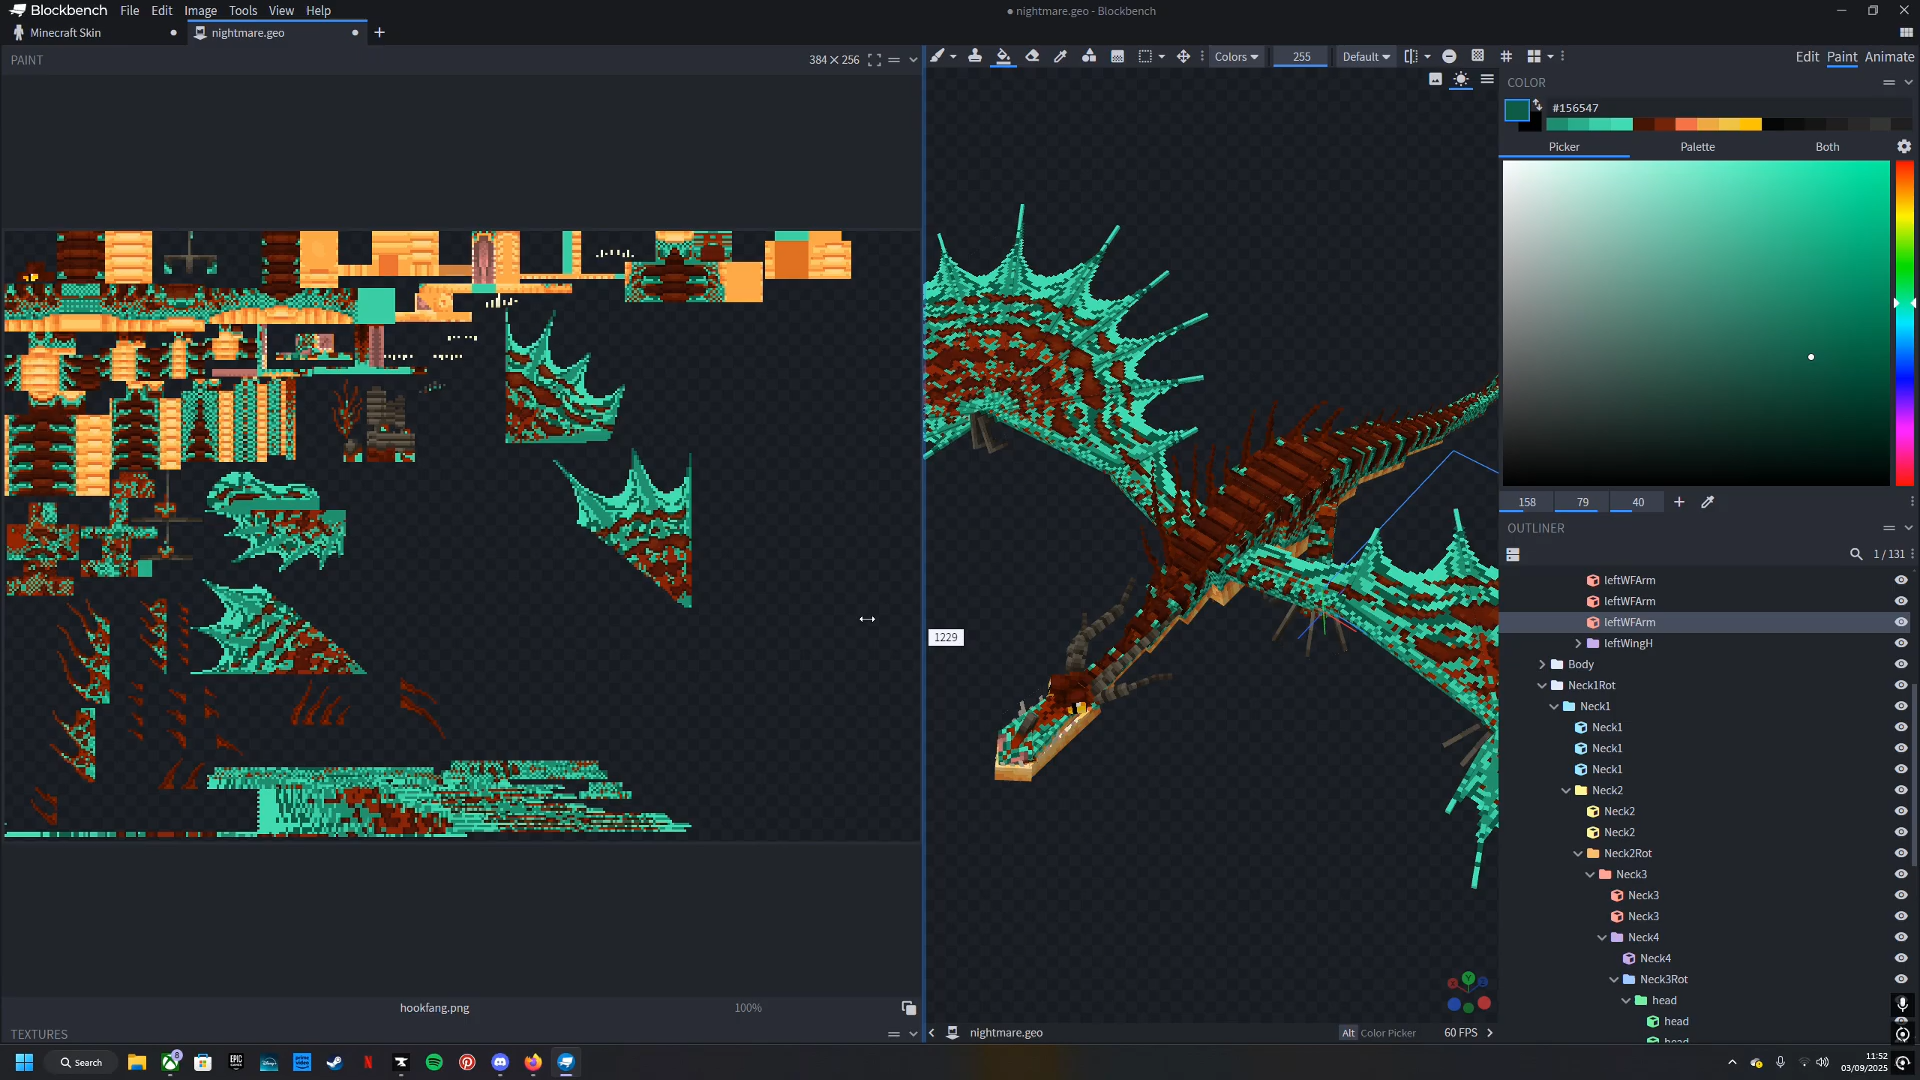 Blockbench File Edit Image Tools View Help
● nightmare.geo - Blockbench
Minecraft Skin
nightmare.geo
PAINT
384 × 256
Colors
255
Default
Edit Paint Animate
COLOR
#156547
Picker
Palette
Both
158
79
40
OUTLINER
1 / 131
leftWFArm
leftWFArm
leftWFArm
leftWingH
Body
Neck1Rot
Neck1
Neck1
Neck1
Neck1
Neck2
Neck2
Neck2
Neck2Rot
Neck3
Neck3
Neck3
Neck4
Neck4
Neck3Rot
head
head
head
1229
hookfang.png
100%
TEXTURES
nightmare.geo
Alt Color Picker
60 FPS
Search
8
EPIC
11:52
03/09/2025